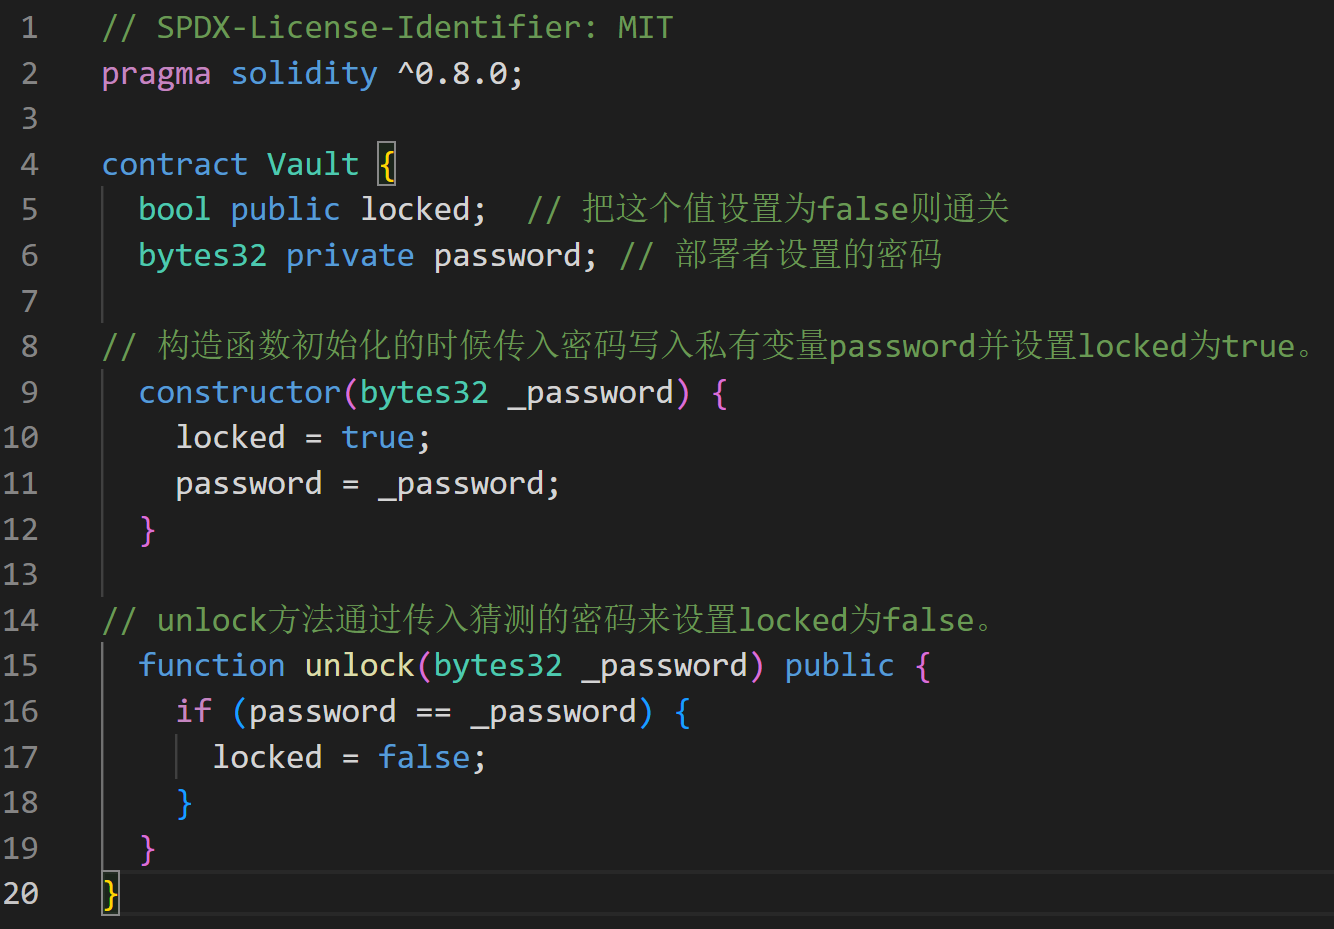 1 // SPDX-License-Identifier: MIT
2 pragma solidity ^0.8.0;
3
4 contract Vault {
5   bool public locked;  // 把这个值设置为false则通关
6   bytes32 private password; // 部署者设置的密码
7
8 // 构造函数初始化的时候传入密码写入私有变量password并设置locked为true。
9   constructor(bytes32 _password) {
10     locked = true;
11     password = _password;
12   }
13
14 // unlock方法通过传入猜测的密码来设置locked为false。
15   function unlock(bytes32 _password) public {
16     if (password == _password) {
17       locked = false;
18     }
19   }
20 }